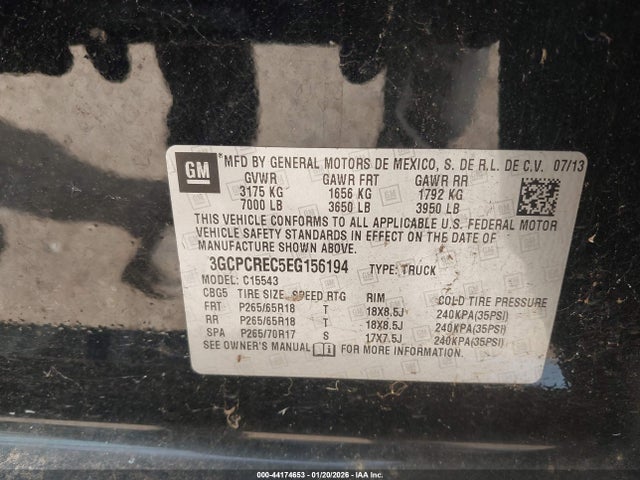 GM
*MFD BY GENERAL MOTORS DE MEXICO, S. DE R.L. DE C.V. 07/13
GVWR GAWR FRT GAWR RR
3175 KG 1656 KG 1792 KG
7000 LB 3650 LB 3950 LB
THIS VEHICLE CONFORMS TO ALL APPLICABLE U.S. FEDERAL MOTOR
VEHICLE SAFETY STANDARDS IN EFFECT ON THE DATE OF
MANUFACTURE SHOWN ABOVE.
3GCPCREC5EG156194 TYPE: TRUCK
MODEL: C15543
CBG5 TIRE SIZE SPEED RTG RIM COLD TIRE PRESSURE
FRT P265/65R18 T 18X8.5J 240KPA(35PSI)
RR P265/65R18 T 18X8.5J 240KPA(35PSI)
SPA P265/70R17 S 17X7.5J 240KPA(35PSI)
SEE OWNER'S MANUAL FOR MORE INFORMATION.
000-44174653 | 01/20/2026 - IAA, Inc.